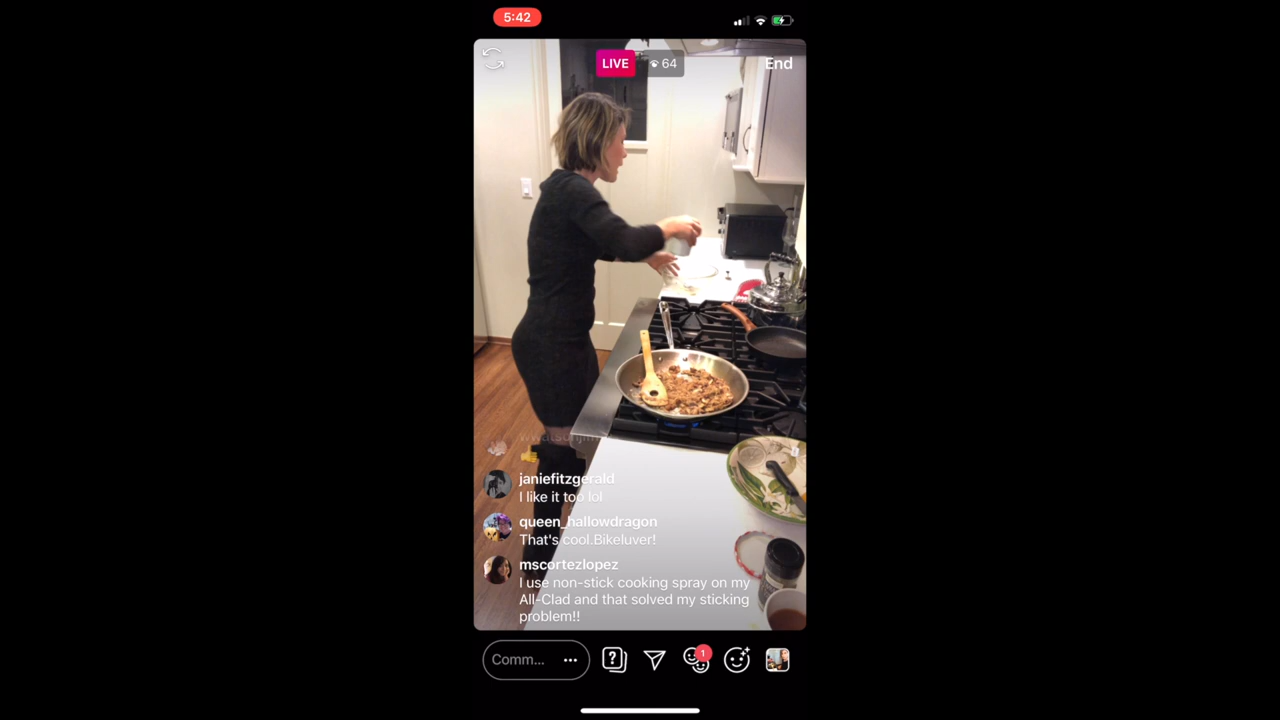 5:42
LIVE
64
End
janiefitzgerald
I like it too lol
queen_hallowdragon
That's cool.Bikeluver!
mscortezlopez
I use non-stick cooking spray on my
All-Clad and that solved my sticking
problem!!
Comm...
1